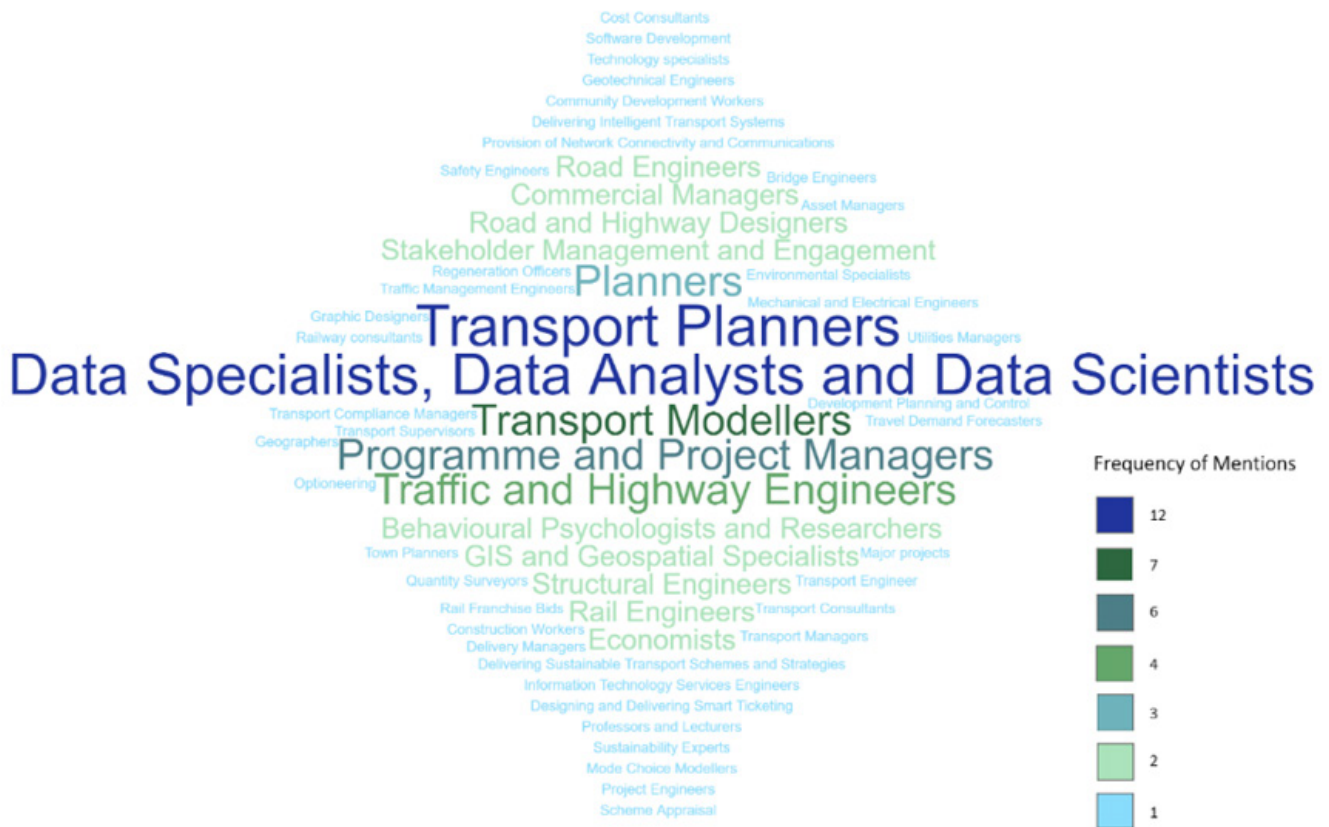 Cost Consultants
Software Development
Technology specialists
Geotechnical Engineers
Community Development Workers
Delivering Intelligent Transport Systems
Provision of Network Connectivity and Communications
Safety Engineers Road Engineers Bridge Engineers
Commercial Managers Asset Managers
Road and Highway Designers
Stakeholder Management and Engagement
Regeneration Officers Planners Environmental Specialists
Traffic Management Engineers
Mechanical and Electrical Engineers
Graphic Designers Transport Planners
Railway consultants Utilities Managers
Data Specialists, Data Analysts and Data Scientists
Development Planning and Control
Transport Compliance Managers Transport Modellers Travel Demand Forecasters
Transport Supervisors
Geographers Programme and Project Managers
Optioneering Traffic and Highway Engineers
Behavioural Psychologists and Researchers
Town Planners GIS and Geospatial Specialists Major projects
Quantity Surveyors Structural Engineers Transport Engineer
Rail Franchise Bids Rail Engineers Transport Consultants
Construction Workers Economists Transport Managers
Delivery Managers
Delivering Sustainable Transport Schemes and Strategies
Information Technology Services Engineers
Designing and Delivering Smart Ticketing
Professors and Lecturers
Sustainability Experts
Mode Choice Modellers
Project Engineers
Scheme Appraisal
Frequency of Mentions
12
7
6
4
3
2
1